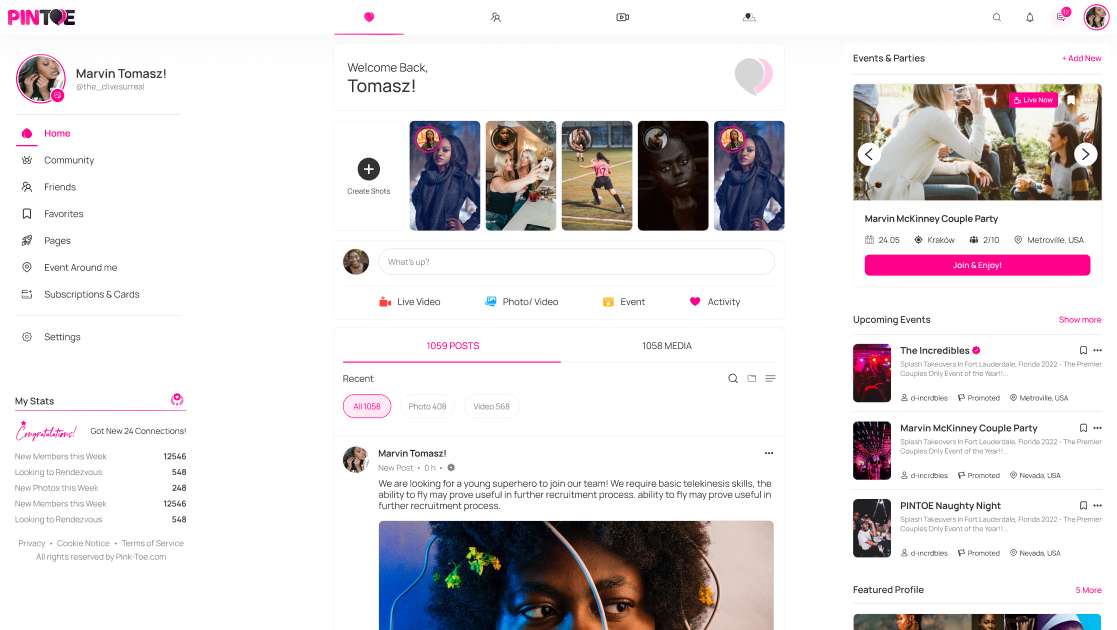 PINTOE
12
Marvin Tomasz!
@the_clivesurreal
Home
Community
Friends
Favorites
Pages
Event Around me
Subscriptions & Cards
Settings
My Stats
Congratulations!
Got New 24 Connections!
New Members this Week 12546
Looking to Rendezvous 548
New Photos this Week 248
New Members this Week 12546
Looking to Rendezvous 548
Privacy • Cookie Notice • Terms of Service
All rights reserved by Pink-Toe.com
Welcome Back,
Tomasz!
Create Shots
What's up?
Live Video
Photo/ Video
Event
Activity
1059 POSTS
1058 MEDIA
Recent
All 1058
Photo 408
Video 568
Marvin Tomasz!
New Post • 0 h •
We are looking for a young superhero to join our team! We require basic telekinesis skills, the
ability to fly may prove useful in further recruitment process. ability to fly may prove useful in
further recruitment process.
Events & Parties
+ Add New
Live Now
Marvin McKinney Couple Party
24.05
Kraków
2/10
Metroville, USA
Join & Enjoy!
Upcoming Events
Show more
The Incredibles
Splash Takeovers In Fort Lauderdale, Florida 2022 - The Premier
Couples Only Event of the Year!!...
d-incrdbles
Promoted
Metroville, USA
Marvin McKinney Couple Party
Splash Takeovers In Fort Lauderdale, Florida 2022 - The Premier
Couples Only Event of the Year!!...
d-incrdbles
Promoted
Nevada, USA
PINTOE Naughty Night
Splash Takeovers In Fort Lauderdale, Florida 2022 - The Premier
Couples Only Event of the Year!!...
d-incrdbles
Promoted
Nevada, USA
Featured Profile
5 More